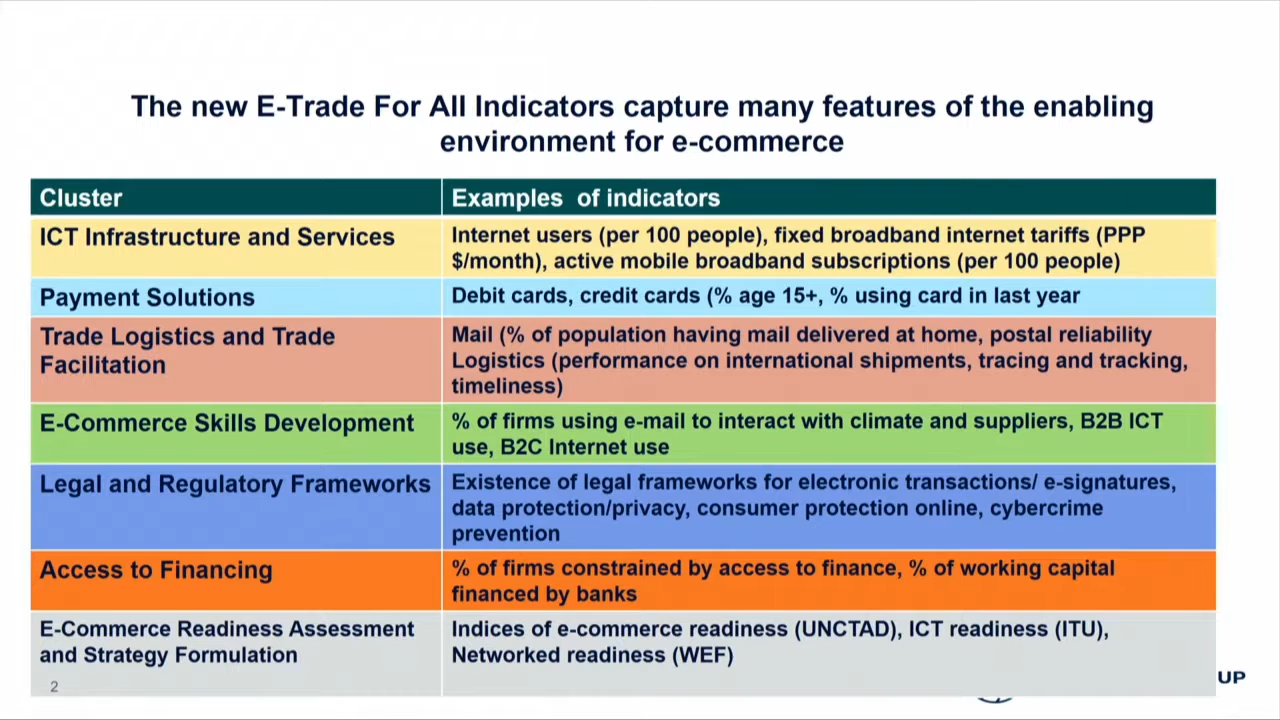 The new E-Trade For All Indicators capture many features of the enabling
environment for e-commerce
Cluster
Examples of indicators
ICT Infrastructure and Services
Internet users (per 100 people), fixed broadband internet tariffs (PPP
$/month), active mobile broadband subscriptions (per 100 people)
Payment Solutions
Debit cards, credit cards (% age 15+, % using card in last year
Trade Logistics and Trade
Facilitation
Mail (% of population having mail delivered at home, postal reliability
Logistics (performance on international shipments, tracing and tracking,
timeliness)
E-Commerce Skills Development
% of firms using e-mail to interact with climate and suppliers, B2B ICT
use, B2C Internet use
Legal and Regulatory Frameworks
Existence of legal frameworks for electronic transactions/ e-signatures,
data protection/privacy, consumer protection online, cybercrime
prevention
Access to Financing
% of firms constrained by access to finance, % of working capital
financed by banks
E-Commerce Readiness Assessment
and Strategy Formulation
Indices of e-commerce readiness (UNCTAD), ICT readiness (ITU),
Networked readiness (WEF)
2
UP